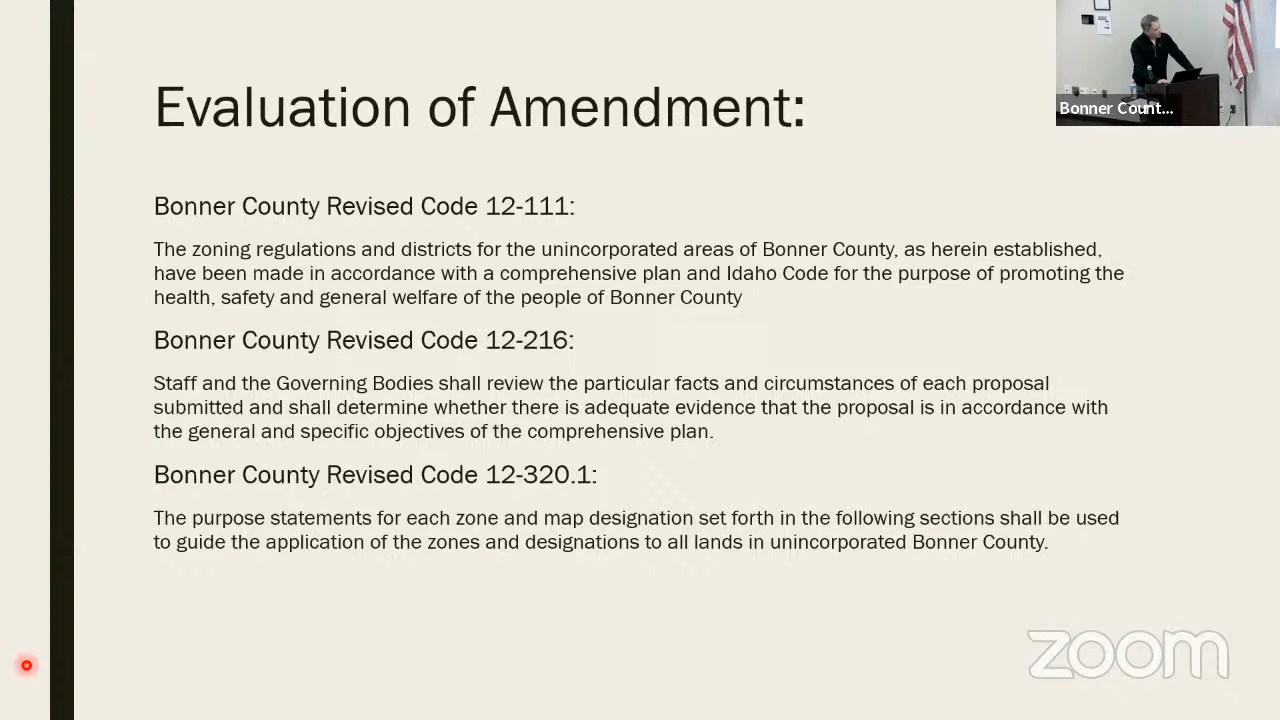 Evaluation of Amendment:
Bonner Count...
Bonner County Revised Code 12-111:
The zoning regulations and districts for the unincorporated areas of Bonner County, as herein established,
have been made in accordance with a comprehensive plan and Idaho Code for the purpose of promoting the
health, safety and general welfare of the people of Bonner County
Bonner County Revised Code 12-216:
Staff and the Governing Bodies shall review the particular facts and circumstances of each proposal
submitted and shall determine whether there is adequate evidence that the proposal is in accordance with
the general and specific objectives of the comprehensive plan.
Bonner County Revised Code 12-320.1:
The purpose statements for each zone and map designation set forth in the following sections shall be used
to guide the application of the zones and designations to all lands in unincorporated Bonner County.
zoom